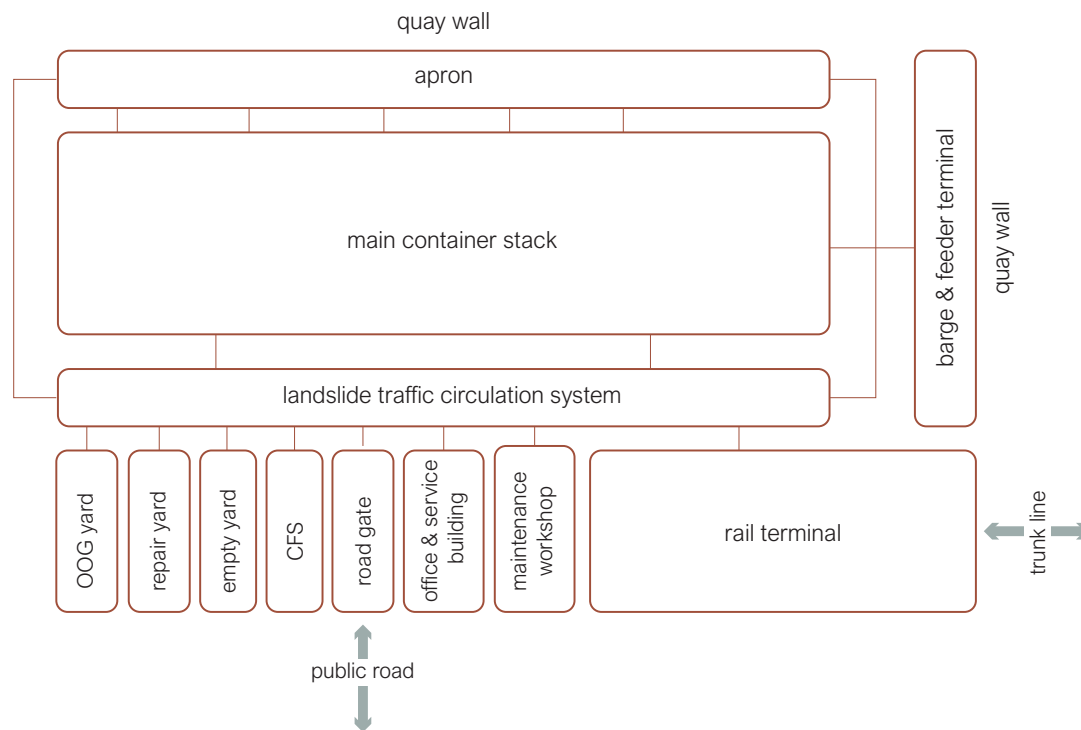 quay wall
apron
main container stack
barge & feeder terminal
quay wall
landslide traffic circulation system
OOG yard
repair yard
empty yard
CFS
road gate
office & service
building
maintenance
workshop
rail terminal
trunk line
public road